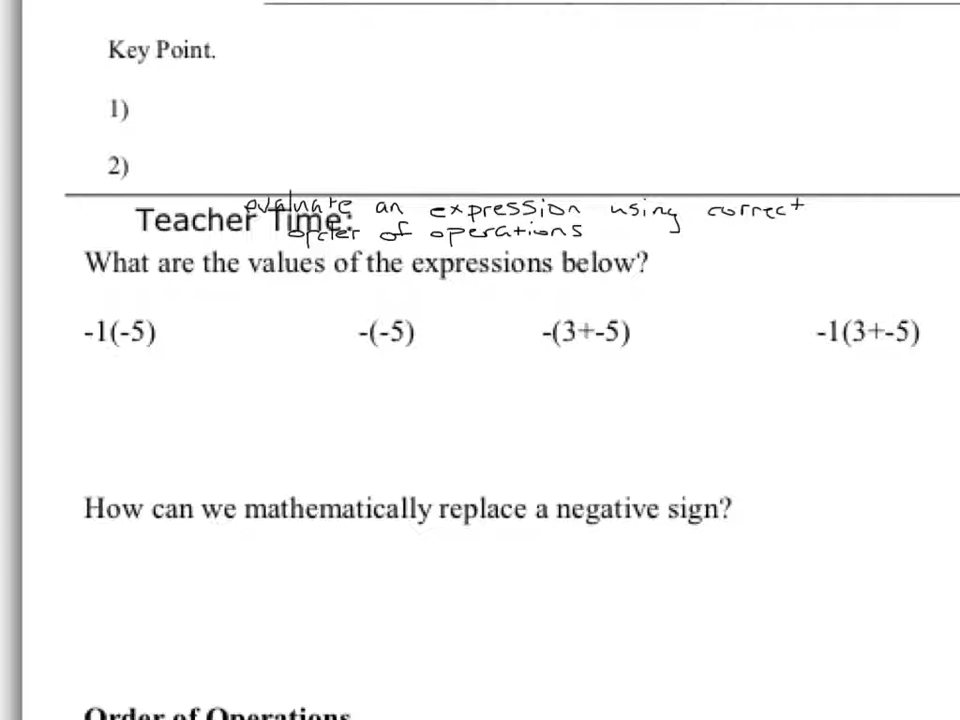 Key Point.
1)
2)
evaluate an expression using correct
Teacher Time:
order of operations
What are the values of the expressions below?
-1(-5) -(-5) -(3+-5) -1(3+-5)
How can we mathematically replace a negative sign?
Order of Operations